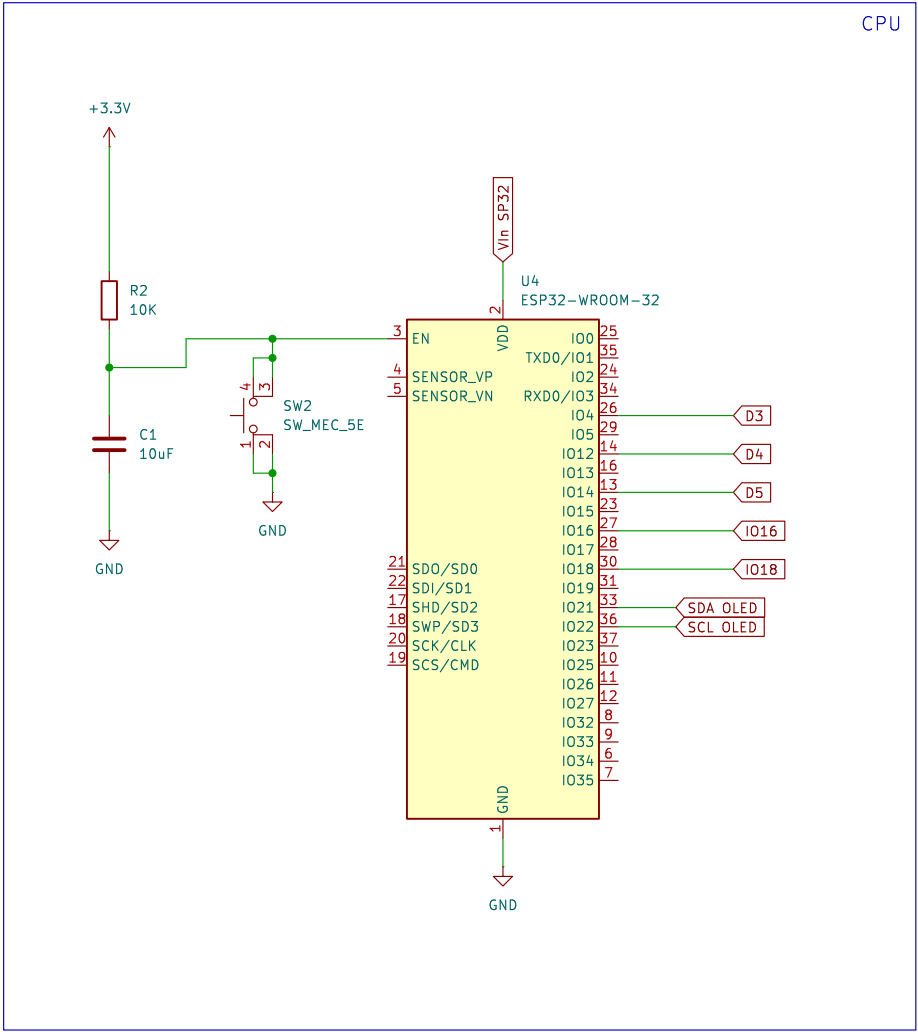 CPU
+3.3V
VIn SP32
U4
ESP32-WROOM-32
R2
10K
C1
10uF
GND
SW2
SW_MEC_5E
4
3
1
2
GND
2
VDD
3 EN
4 SENSOR_VP
5 SENSOR_VN
21 SDO/SD0
22 SDI/SD1
17 SHD/SD2
18 SWP/SD3
20 SCK/CLK
19 SCS/CMD
IO0 25
TXD0/IO1 35
IO2 24
RXD0/IO3 34
IO4 26 D3
IO5 29
IO12 14 D4
IO13 16
IO14 13 D5
IO15 23
IO16 27 IO16
IO17 28
IO18 30 IO18
IO19 31
IO21 33 SDA OLED
IO22 36 SCL OLED
IO23 37
IO25 10
IO26 11
IO27 12
IO32 8
IO33 9
IO34 6
IO35 7
GND
1
GND